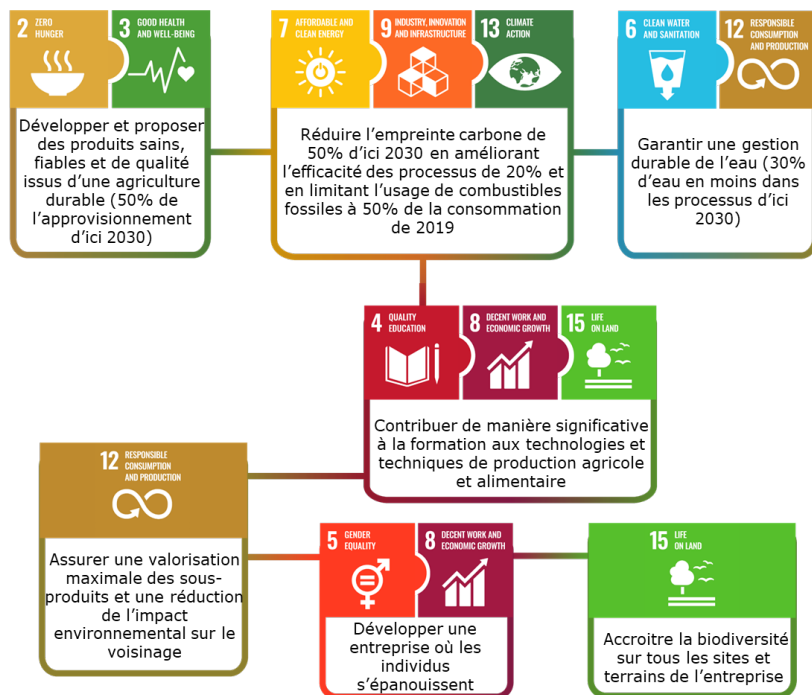 2 ZERO
HUNGER
3 GOOD HEALTH
AND WELL-BEING
Développer et proposer
des produits sains,
fiables et de qualité
issus d’une agriculture
durable (50% de
l’approvisionnement
d’ici 2030)
7 AFFORDABLE AND
CLEAN ENERGY
9 INDUSTRY, INNOVATION
AND INFRASTRUCTURE
13 CLIMATE
ACTION
Réduire l’empreinte carbone de
50% d’ici 2030 en améliorant
l’efficacité des processus de 20% et
en limitant l’usage de combustibles
fossiles à 50% de la consommation
de 2019
6 CLEAN WATER
AND SANITATION
12 RESPONSIBLE
CONSUMPTION
AND PRODUCTION
Garantir une gestion
durable de l’eau (30%
d’eau en moins dans
les processus d’ici
2030)
4 QUALITY
EDUCATION
8 DECENT WORK AND
ECONOMIC GROWTH
15 LIFE
ON LAND
Contribuer de manière significative
à la formation aux technologies et
techniques de production agricole
et alimentaire
12 RESPONSIBLE
CONSUMPTION
AND PRODUCTION
Assurer une valorisation
maximale des sous-
produits et une réduction
de l’impact
environnemental sur le
voisinage
5 GENDER
EQUALITY
8 DECENT WORK AND
ECONOMIC GROWTH
Développer une
entreprise où les
individus
s’épanouissent
15 LIFE
ON LAND
Accroitre la biodiversité
sur tous les sites et
terrains de l’entreprise